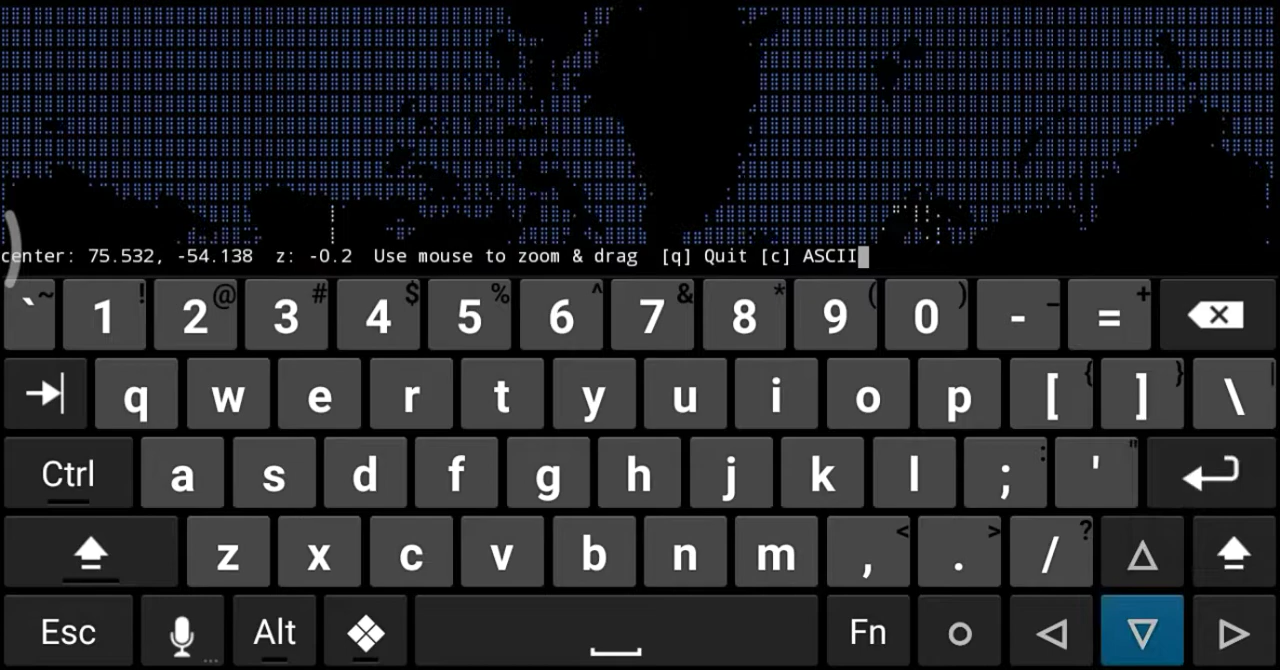 center: 75.532, -54.138 z: -0.2 Use mouse to zoom & drag [q] Quit [c] ASCII
` ~ 1 ! 2 @ 3 # 4 $ 5 % 6 ^ 7 & 8 * 9 ( 0 ) - _ = +
q w e r t y u i o p [ { ] } \ |
Ctrl a s d f g h j k l ; : ' "
z x c v b n m , < . > / ?
Esc ... Alt Fn